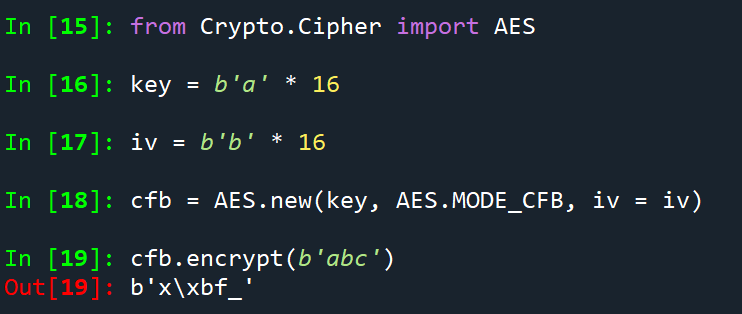 In [15]: from Crypto.Cipher import AES
In [16]: key = b'a' * 16
In [17]: iv = b'b' * 16
In [18]: cfb = AES.new(key, AES.MODE_CFB, iv = iv)
In [19]: cfb.encrypt(b'abc')
Out[19]: b'x\xbf_'